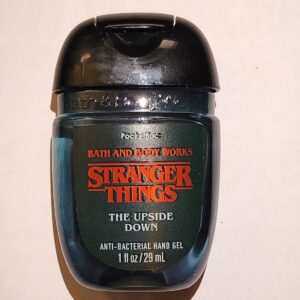 PocketBac
BATH AND BODY WORKS
STRANGER
THINGS
THE UPSIDE
DOWN
ANTI-BACTERIAL HAND GEL
1 fl oz/29 mL